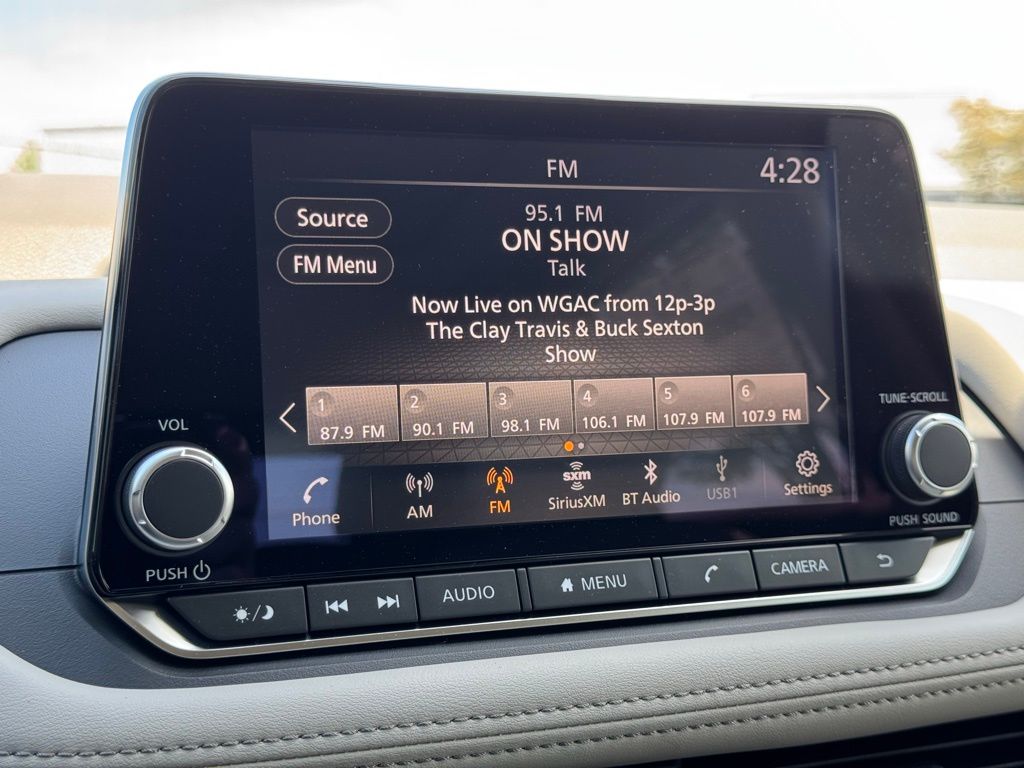 FM
4:28
Source
95.1 FM
ON SHOW
FM Menu
Talk
Now Live on WGAC from 12p-3p
The Clay Travis & Buck Sexton
Show
1 2 3 4 5 6
87.9 FM 90.1 FM 98.1 FM 106.1 FM 107.9 FM 107.9 FM
VOL
TUNE·SCROLL
sxm
Phone AM FM SiriusXM BT Audio USB1 Settings
PUSH
PUSH SOUND
AUDIO MENU CAMERA